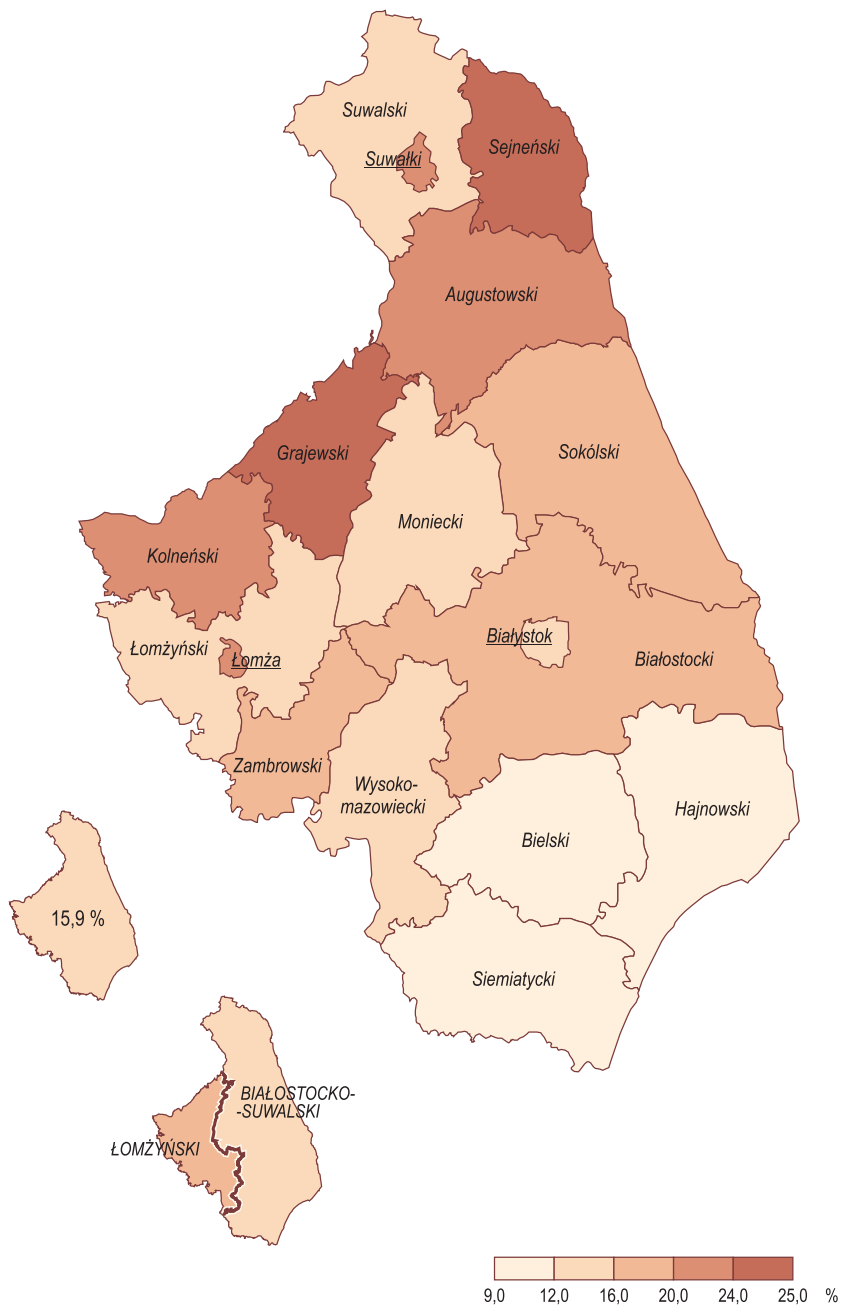 Suwalski
Sejneński
Suwałki
Augustowski
Grajewski
Sokólski
Moniecki
Kolneński
Białystok
Łomżyński
Łomża
Białostocki
Zambrowski
Wysoko-
mazowiecki
Hajnowski
Bielski
15,9 %
Siemiatycki
BIAŁOSTOCKO-
-SUWALSKI
ŁOMŻYŃSKI
9,0 12,0 16,0 20,0 24,0 25,0 %